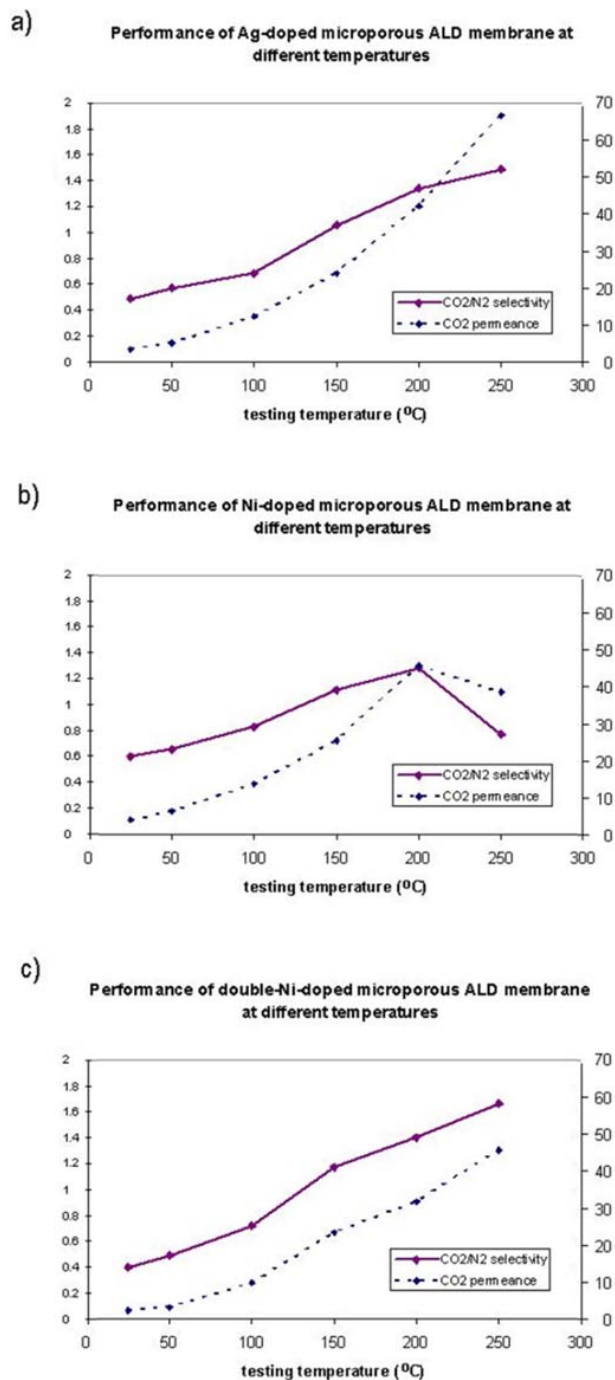 a)
Performance of Ag-doped microporous ALD membrane at
different temperatures
2 70
1.8 60
1.6 50
1.4
1.2 40
1
0.8 30
0.6 20
0.4 10
0.2
0 0
CO2/N2 selectivity
CO2 permeance
0 50 100 150 200 250 300
testing temperature (⁰C)
b)
Performance of Ni-doped microporous ALD membrane at
different temperatures
2 70
1.8 60
1.6 50
1.4
1.2 40
1
0.8 30
0.6 20
0.4 10
0.2
0 0
CO2/N2 selectivity
CO2 permeance
0 50 100 150 200 250 300
testing temperature (⁰C)
c)
Performance of double-Ni-doped microporous ALD membrane
at different temperatures
2 70
1.8 60
1.6 50
1.4
1.2 40
1
0.8 30
0.6 20
0.4 10
0.2
0 0
CO2/N2 selectivity
CO2 permeance
0 50 100 150 200 250 300
testing temperature (⁰C)